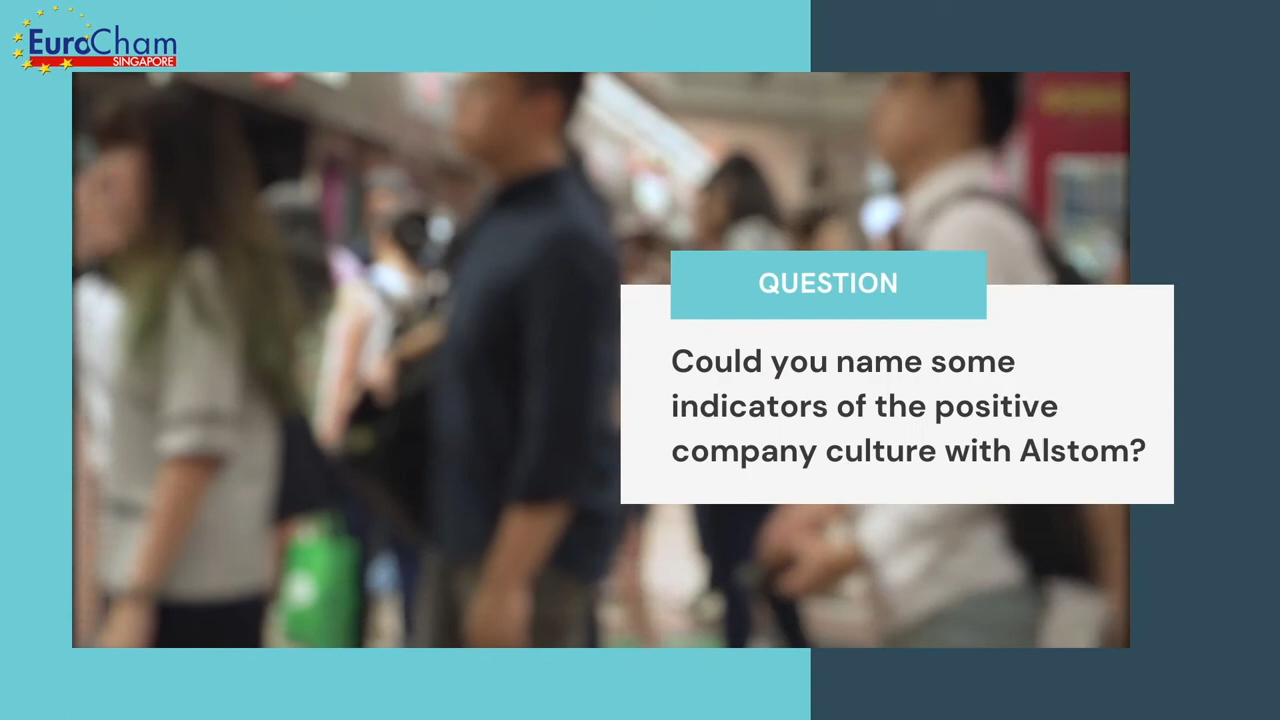 EuroCham
SINGAPORE
QUESTION
Could you name some
indicators of the positive
company culture with Alstom?